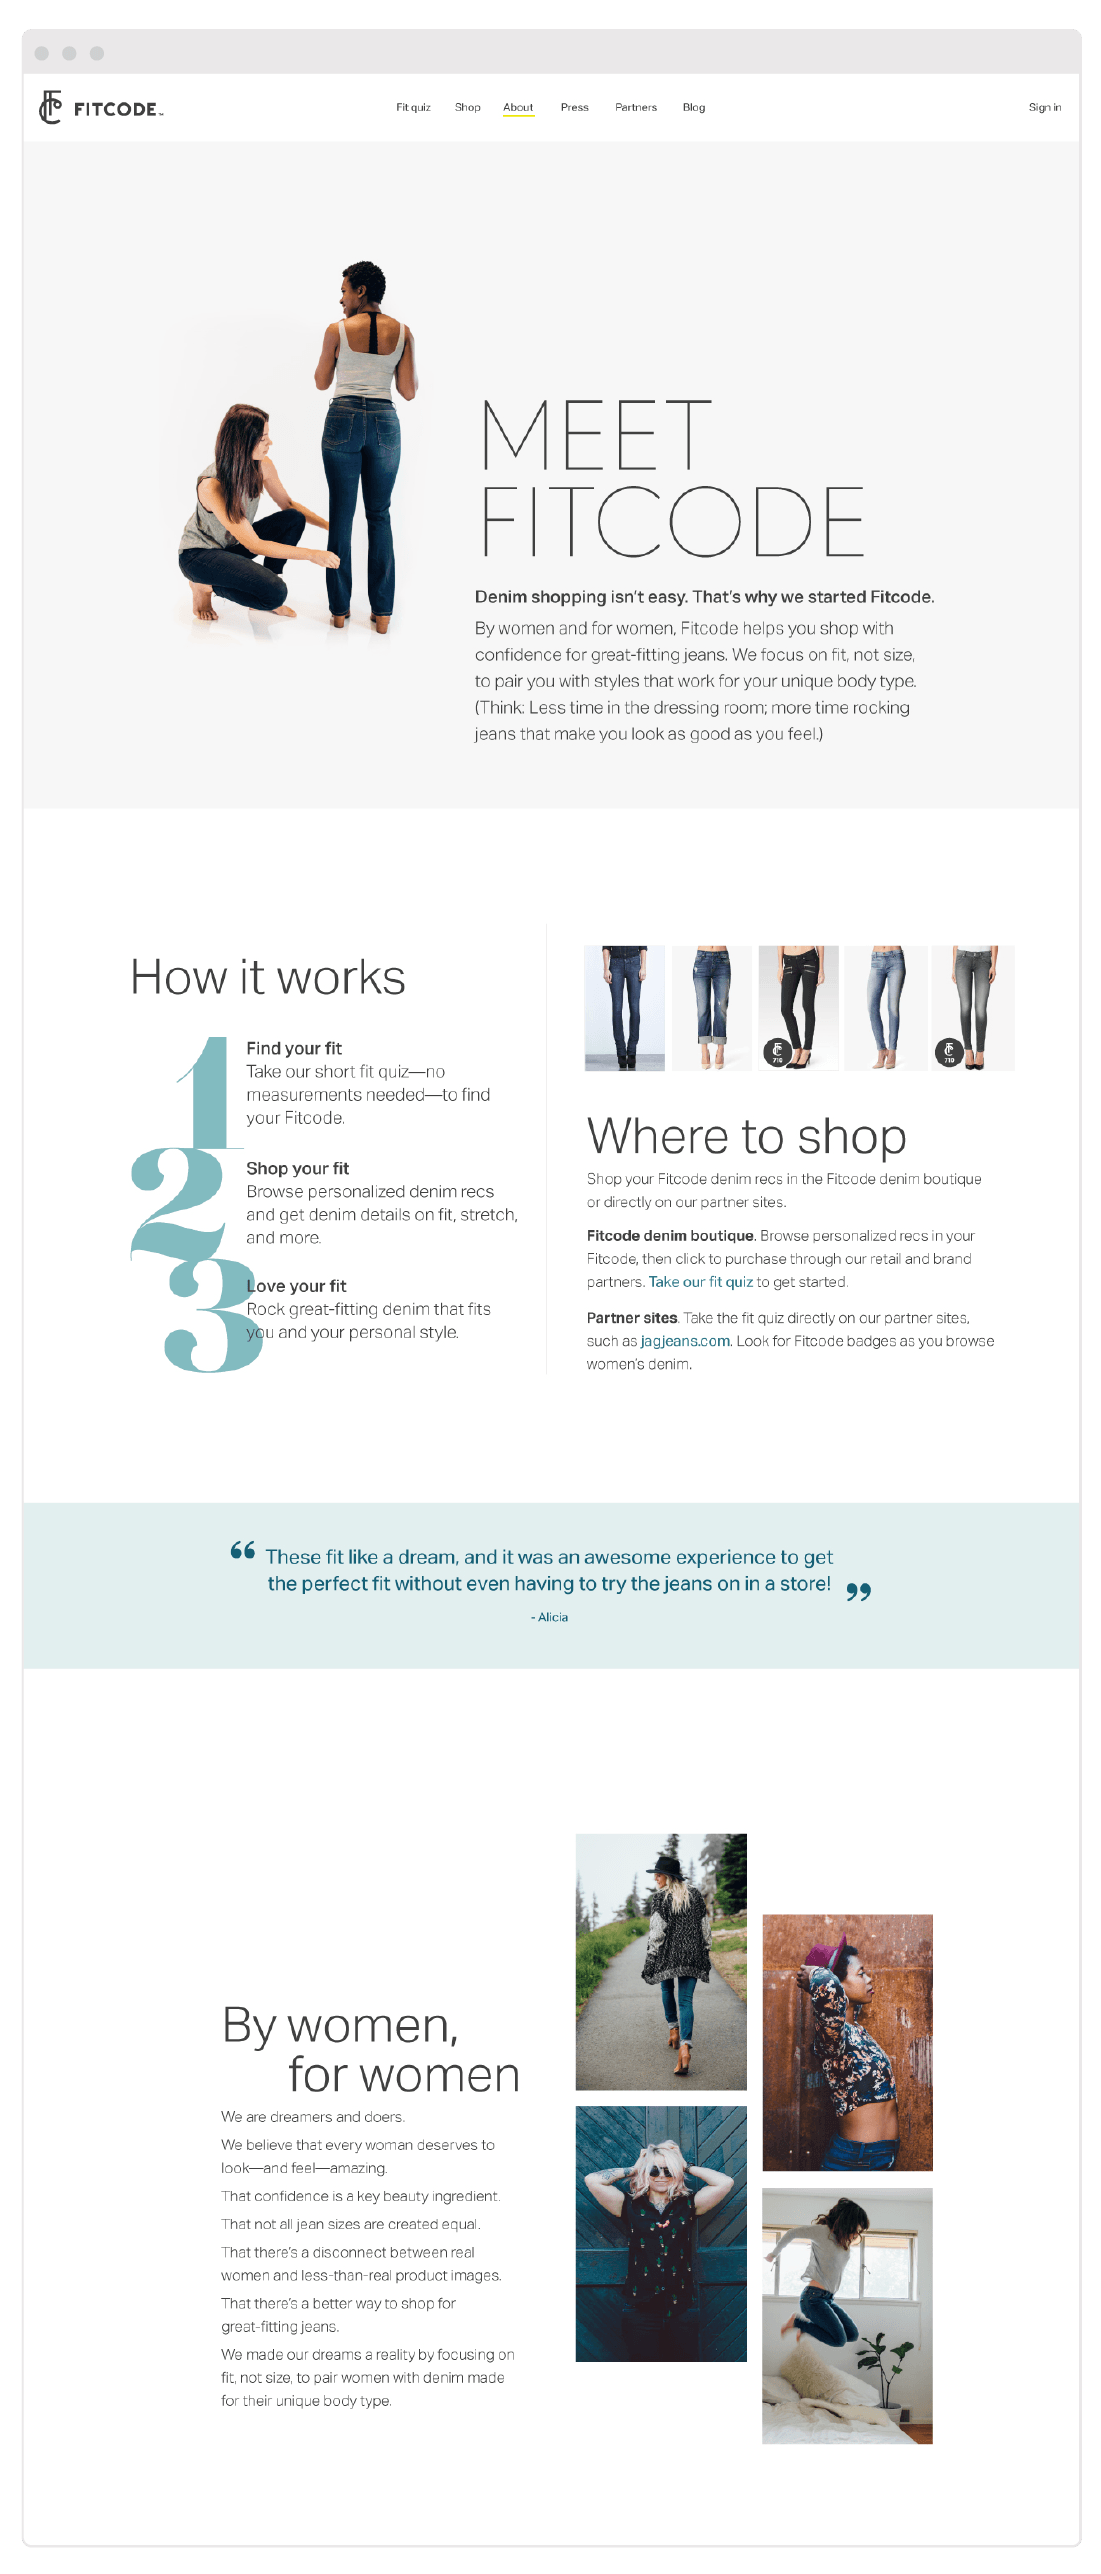 FITCODE™
Fit quiz
Shop
About
Press
Partners
Blog
Sign in
MEET
FITCODE
Denim shopping isn't easy. That's why we started Fitcode.
By women and for women, Fitcode helps you shop with
confidence for great-fitting jeans. We focus on fit, not size,
to pair you with styles that work for your unique body type.
(Think: Less time in the dressing room; more time rocking
jeans that make you look as good as you feel.)
How it works
1
Find your fit
Take our short fit quiz—no
measurements needed—to find
your Fitcode.
2
Shop your fit
Browse personalized denim recs
and get denim details on fit, stretch,
and more.
3
Love your fit
Rock great-fitting denim that fits
you and your personal style.
719
719
Where to shop
Shop your Fitcode denim recs in the Fitcode denim boutique
or directly on our partner sites.
Fitcode denim boutique. Browse personalized recs in your
Fitcode, then click to purchase through our retail and brand
partners. Take our fit quiz to get started.
Partner sites. Take the fit quiz directly on our partner sites,
such as jagjeans.com. Look for Fitcode badges as you browse
women's denim.
“ These fit like a dream, and it was an awesome experience to get
the perfect fit without even having to try the jeans on in a store! ”
- Alicia
By women,
for women
We are dreamers and doers.
We believe that every woman deserves to
look—and feel—amazing.
That confidence is a key beauty ingredient.
That not all jean sizes are created equal.
That there's a disconnect between real
women and less-than-real product images.
That there's a better way to shop for
great-fitting jeans.
We made our dreams a reality by focusing on
fit, not size, to pair women with denim made
for their unique body type.